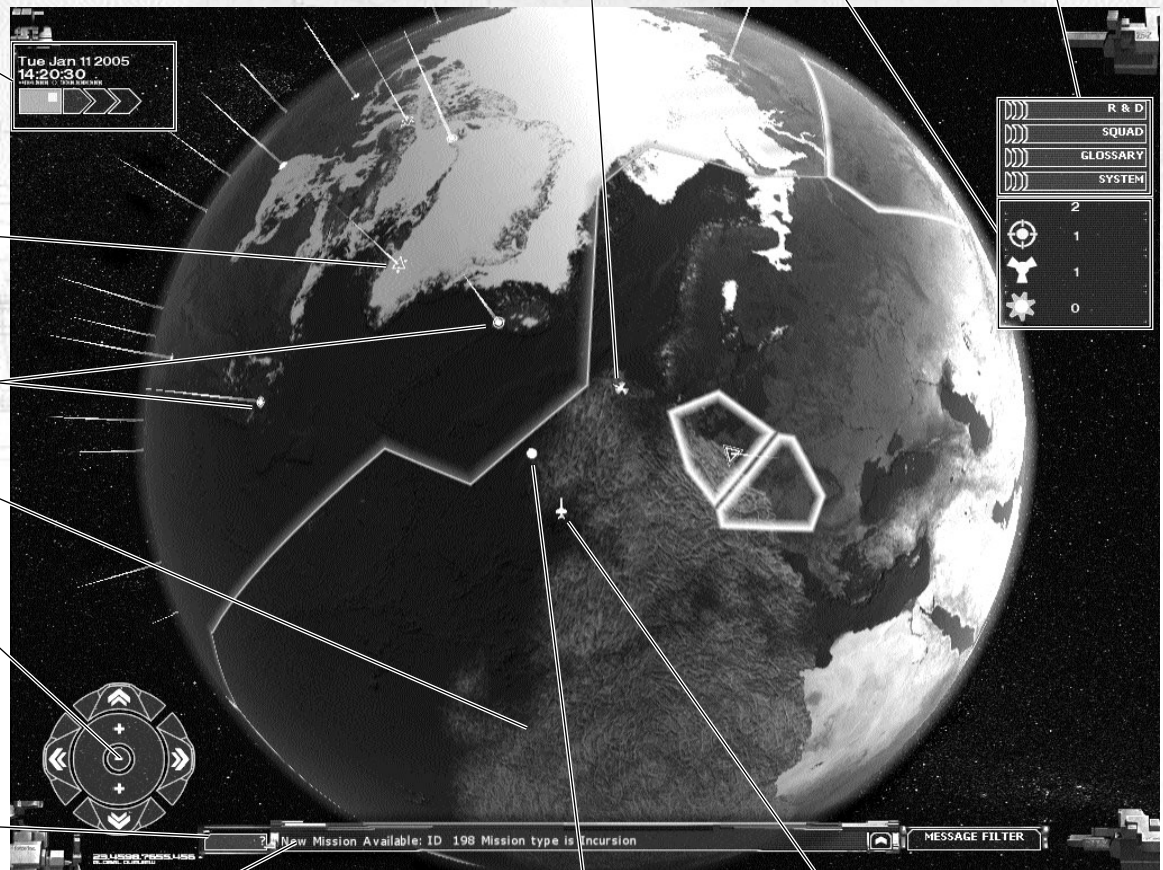 Tue Jan 11 2005
14:20:30
R & D
SQUAD
GLOSSARY
SYSTEM
2
1
1
0
? New Mission Available: ID 198 Mission type is Incursion
MESSAGE FILTER